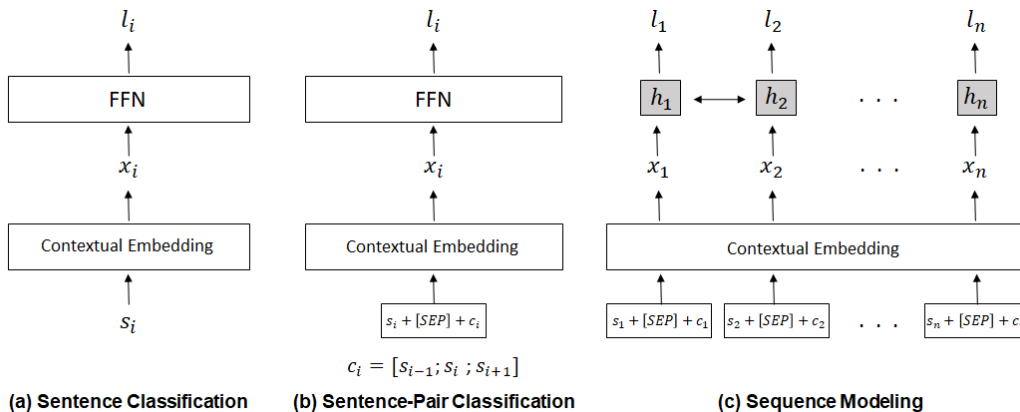 l_i
FFN
x_i
Contextual Embedding
s_i
(a) Sentence Classification
l_i
FFN
x_i
Contextual Embedding
s_i + [SEP] + c_i
c_i = [s_{i-1}; s_i ; s_{i+1}]
(b) Sentence-Pair Classification
l_1 l_2 l_n
h_1 h_2 . . . h_n
x_1 x_2 . . . x_n
Contextual Embedding
s_1 + [SEP] + c_1 s_2 + [SEP] + c_2 . . . s_n + [SEP] + c
(c) Sequence Modeling